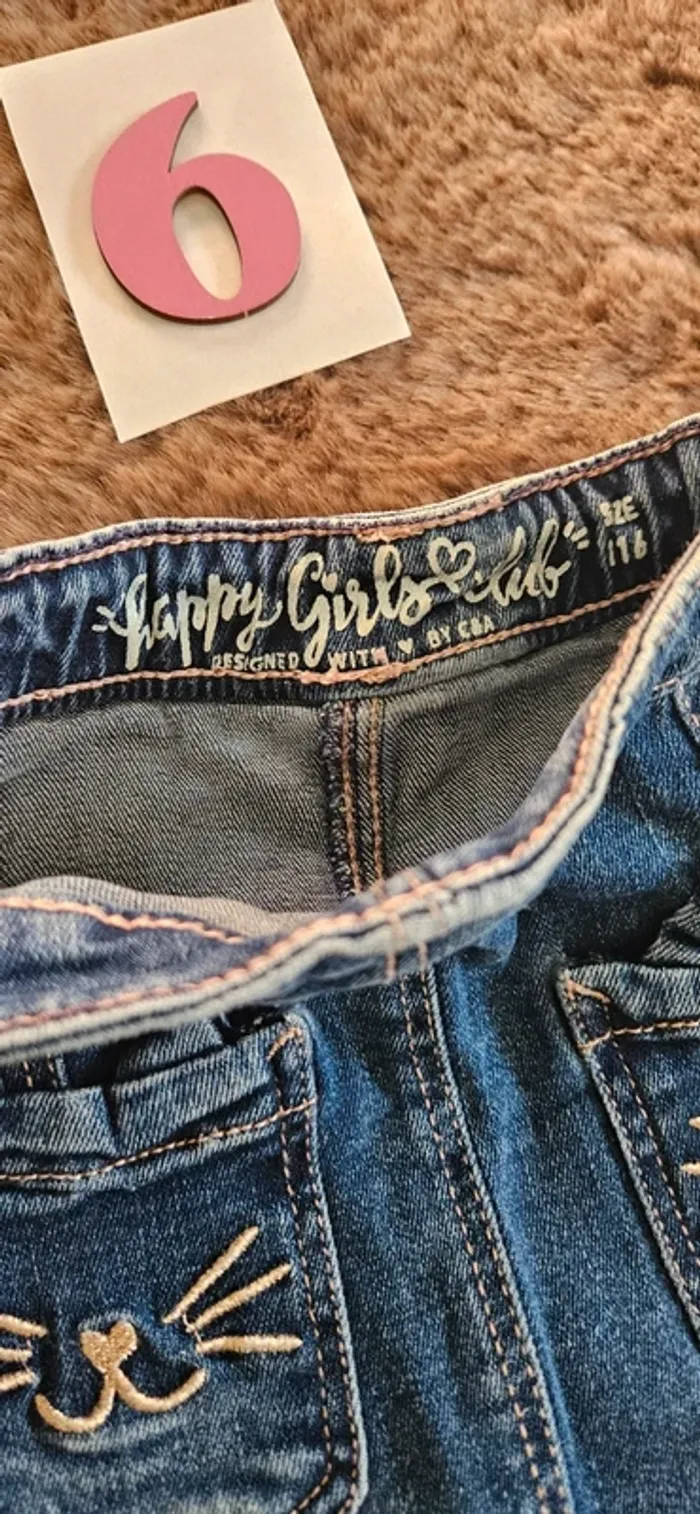 6
happy Girls club
SIZE
116
DESIGNED WITH ♥ BY C&A